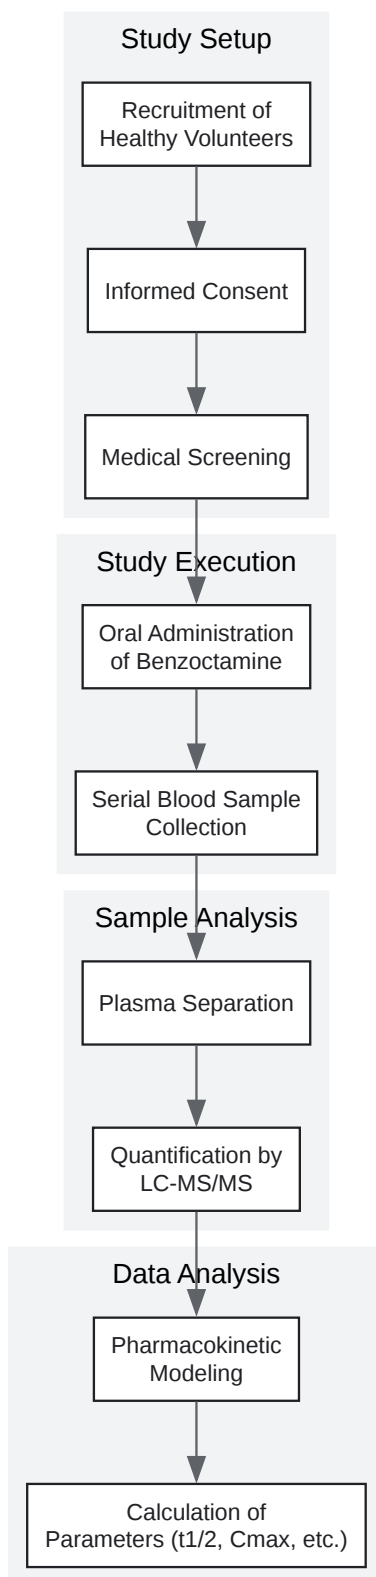 Study Setup
Recruitment of
Healthy Volunteers
Informed Consent
Medical Screening
Study Execution
Oral Administration
of Benzoctamine
Serial Blood Sample
Collection
Sample Analysis
Plasma Separation
Quantification by
LC-MS/MS
Data Analysis
Pharmacokinetic
Modeling
Calculation of
Parameters (t1/2, Cmax, etc.)